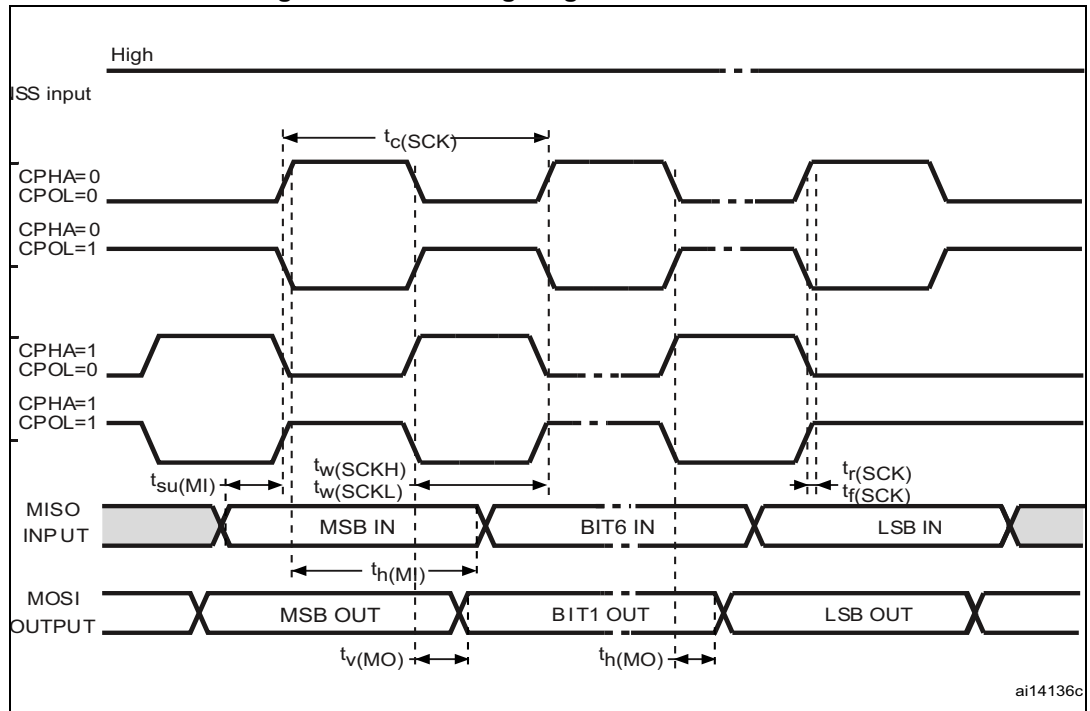 High
SS input
tc(SCK)
CPHA=0
CPOL=0
CPHA=0
CPOL=1
CPHA=1
CPOL=0
CPHA=1
CPOL=1
tsu(MI)
tw(SCKH)
tw(SCKL)
tr(SCK)
tf(SCK)
MISO
INPUT
MSB IN
BIT6 IN
LSB IN
th(MI)
MOSI
OUTPUT
MSB OUT
BIT1 OUT
LSB OUT
tv(MO)
th(MO)
ai14136c